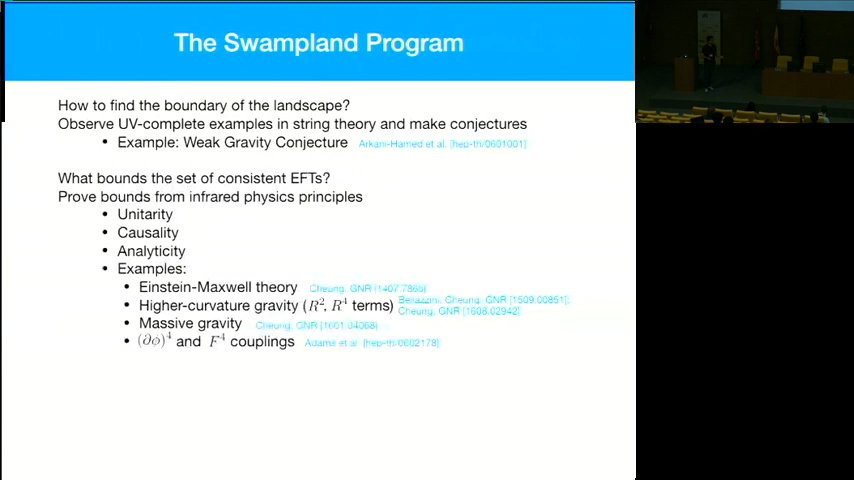 The Swampland Program
How to find the boundary of the landscape?
Observe UV-complete examples in string theory and make conjectures
• Example: Weak Gravity Conjecture Arkani-Hamed et al. [hep-th/0601001]
What bounds the set of consistent EFTs?
Prove bounds from infrared physics principles
• Unitarity
• Causality
• Analyticity
• Examples:
• Einstein-Maxwell theory Cheung, GNR [1407.7865]
• Higher-curvature gravity (R², R⁴ terms) Bellazzini, Cheung, GNR [1509.00851];
Cheung, GNR [1608.02942]
• Massive gravity Cheung, GNR [1601.04068]
• (∂ϕ)⁴ and F⁴ couplings Adams et al. [hep-th/0602178]